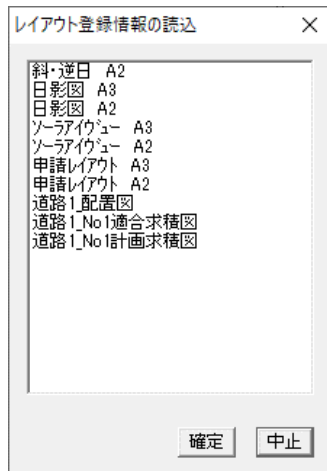 レイアウト登録情報の読込
斜・逆日 A2
日影図 A3
日影図 A2
ソーラアイヴュー A3
ソーラアイヴュー A2
申請レイアウト A3
申請レイアウト A2
道路1_配置図
道路1_No1適合求積図
道路1_No1計画求積図
確定 中止